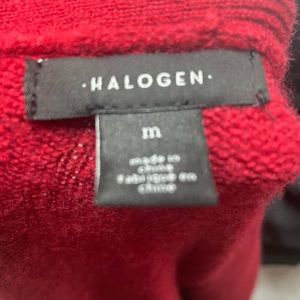 ·HALOGEN·
m
made in
china
fabriqué en
chine